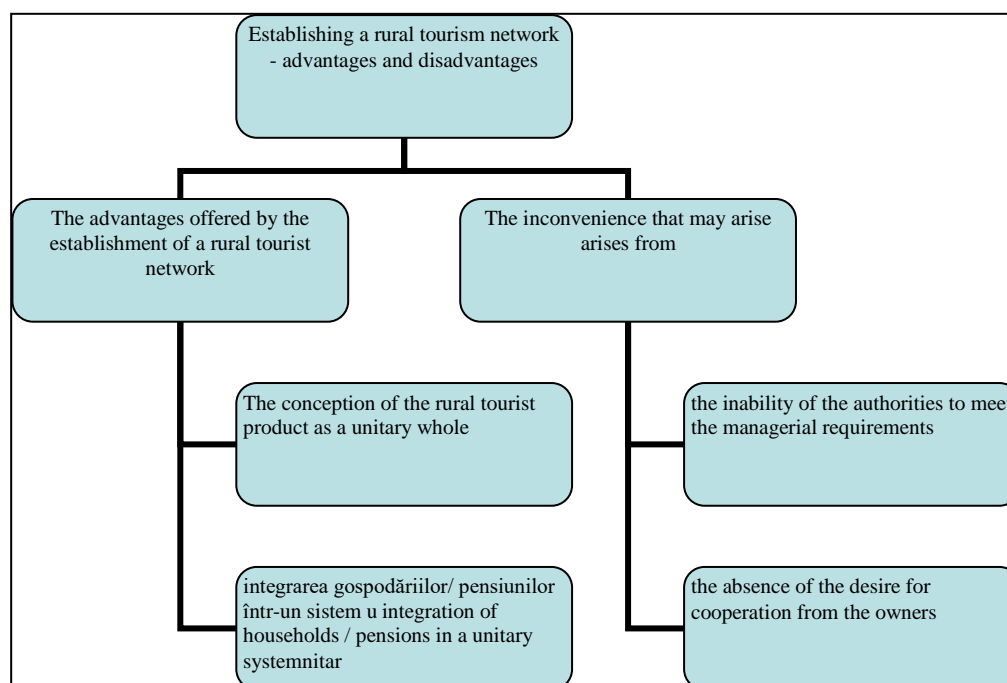 Establishing a rural tourism network
- advantages and disadvantages
The advantages offered by the
establishment of a rural tourist
network
The inconvenience that may arise
arises from
The conception of the rural tourist
product as a unitary whole
the inability of the authorities to meet
the managerial requirements
integrarea gospodăriilor/ pensiunilor
într-un sistem u integration of
households / pensions in a unitary
systemnitar
the absence of the desire for
cooperation from the owners